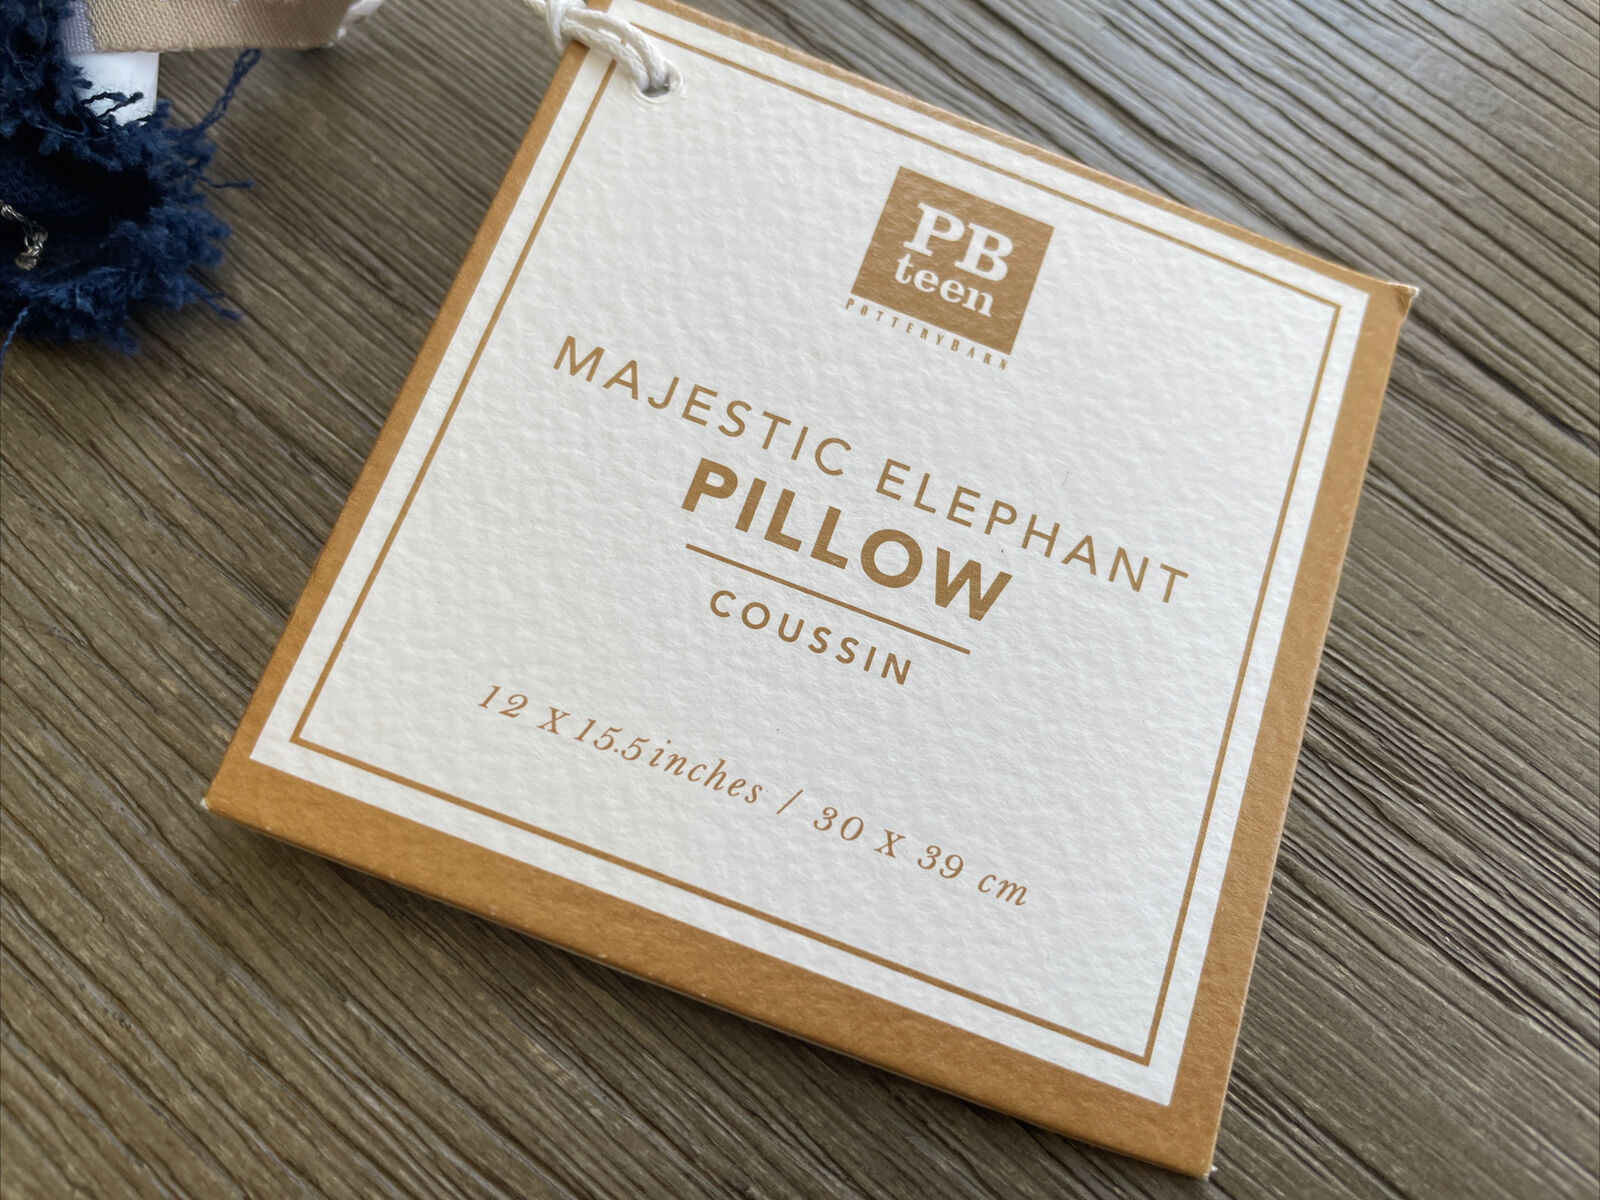 PB
teen
POTTERYBARN
MAJESTIC ELEPHANT
PILLOW
COUSSIN
12 X 15.5 inches / 30 X 39 cm